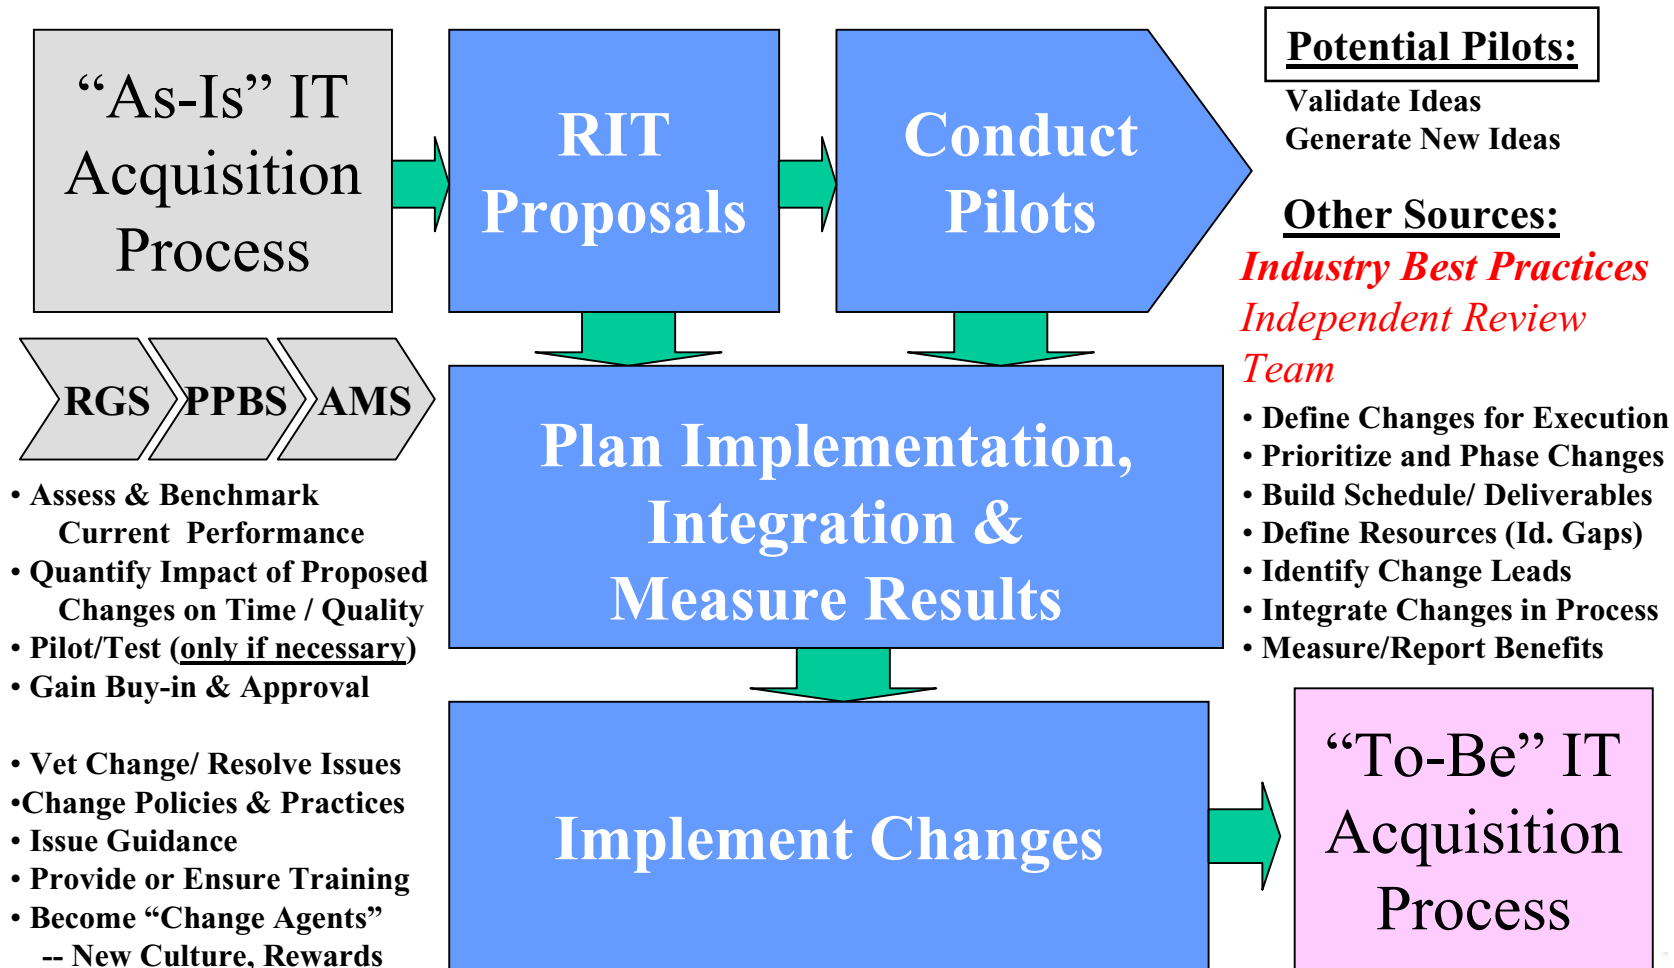 “As-Is” IT
Acquisition
Process
RIT
Proposals
Conduct
Pilots
Potential Pilots:
Validate Ideas
Generate New Ideas
Other Sources:
Industry Best Practices
Independent Review
Team
RGS
PPBS
AMS
• Assess & Benchmark
Current Performance
• Quantify Impact of Proposed
Changes on Time / Quality
• Pilot/Test (only if necessary)
• Gain Buy-in & Approval
Plan Implementation,
Integration &
Measure Results
• Define Changes for Execution
• Prioritize and Phase Changes
• Build Schedule/ Deliverables
• Define Resources (Id. Gaps)
• Identify Change Leads
• Integrate Changes in Process
• Measure/Report Benefits
• Vet Change/ Resolve Issues
•Change Policies & Practices
• Issue Guidance
• Provide or Ensure Training
• Become “Change Agents”
-- New Culture, Rewards
Implement Changes
“To-Be” IT
Acquisition
Process